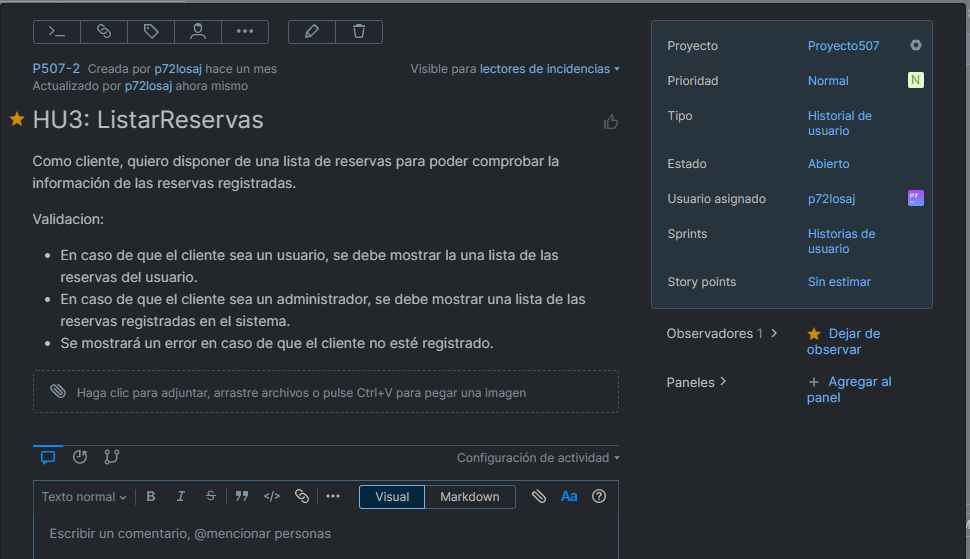 P507-2 Creada por p72losaj hace un mes
Visible para lectores de incidencias
Actualizado por p72losaj ahora mismo
HU3: ListarReservas
Como cliente, quiero disponer de una lista de reservas para poder comprobar la
información de las reservas registradas.
Validacion:
• En caso de que el cliente sea un usuario, se debe mostrar la una lista de las
reservas del usuario.
• En caso de que el cliente sea un administrador, se debe mostrar una lista de las
reservas registradas en el sistema.
• Se mostrará un error en caso de que el cliente no esté registrado.
Haga clic para adjuntar, arrastre archivos o pulse Ctrl+V para pegar una imagen
Configuración de actividad
Texto normal B I S </> Visual Markdown Aa
Escribir un comentario, @mencionar personas
Proyecto Proyecto507
Prioridad Normal N
Tipo Historial de
usuario
Estado Abierto
Usuario asignado p72losaj P7
Sprints Historias de
usuario
Story points Sin estimar
Observadores 1 Dejar de
observar
Paneles + Agregar al
panel